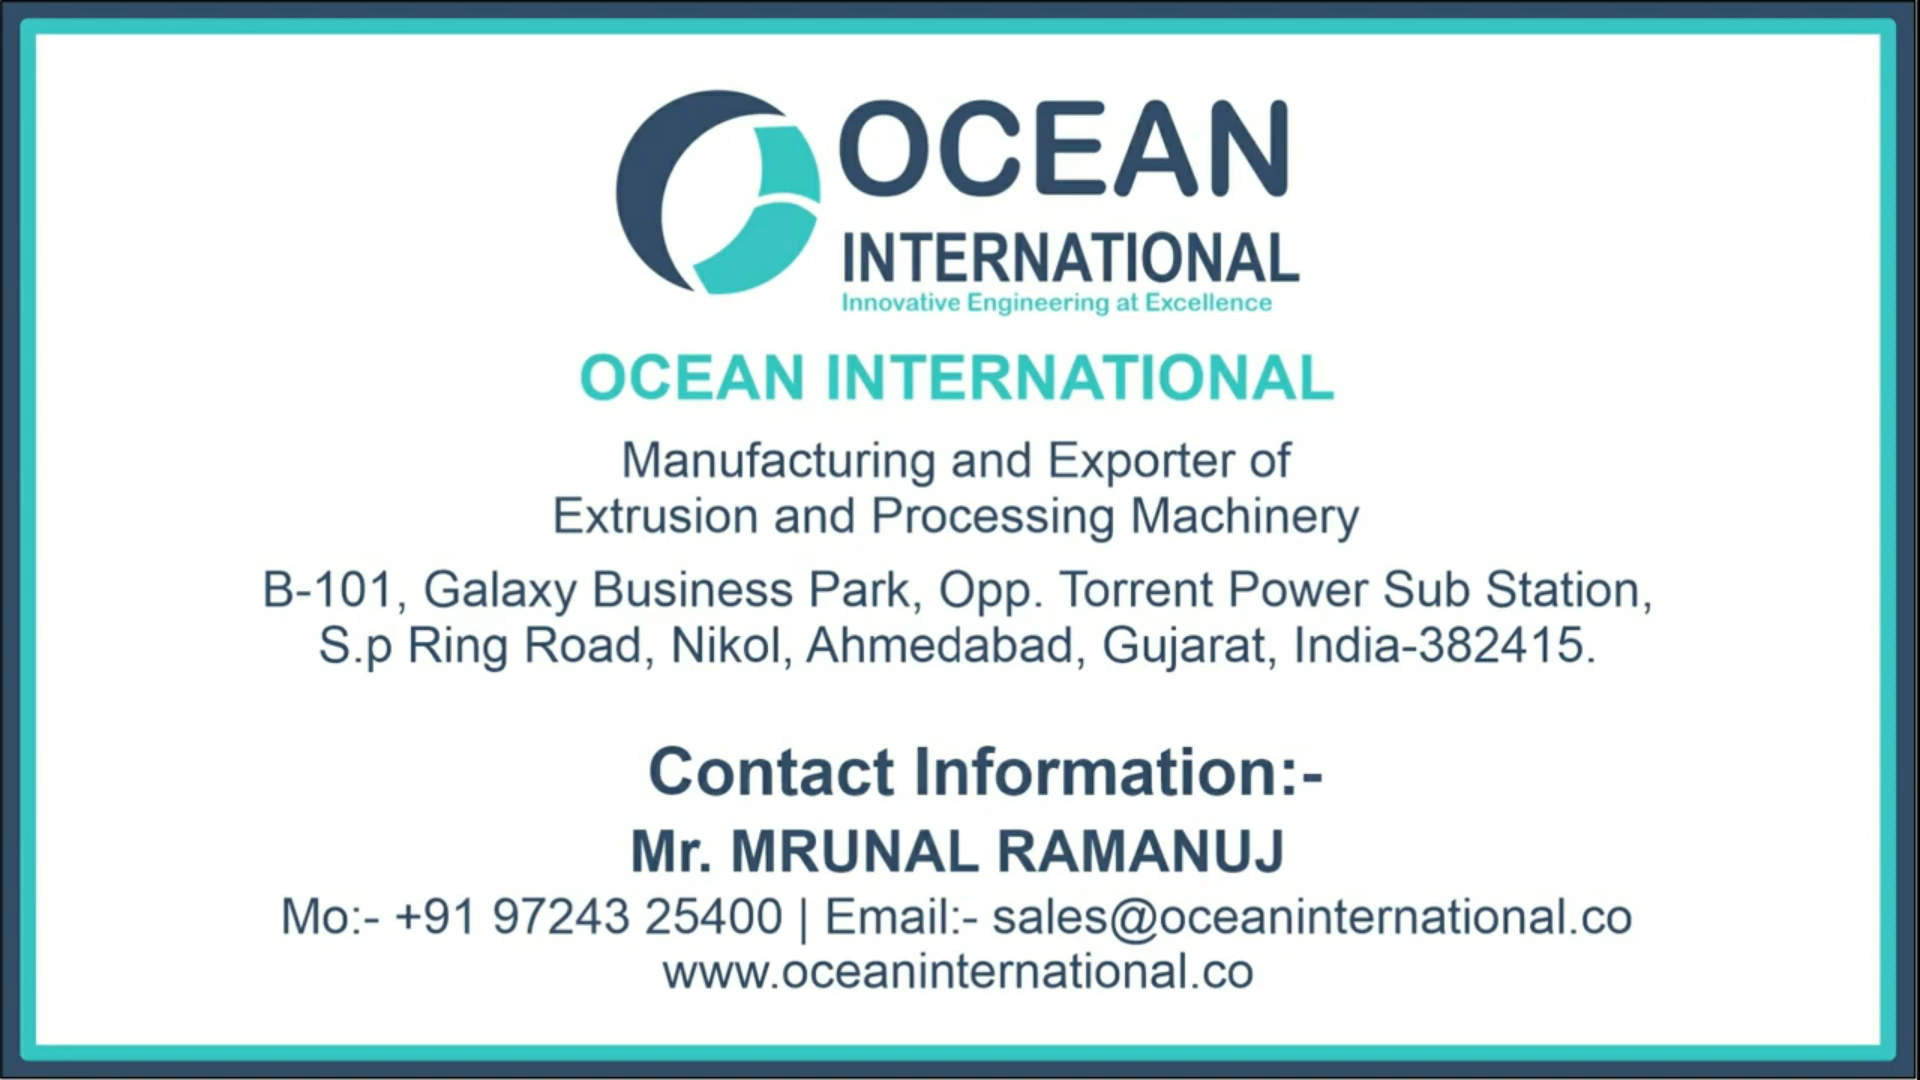 OCEAN
INTERNATIONAL
Innovative Engineering at Excellence
OCEAN INTERNATIONAL
Manufacturing and Exporter of
Extrusion and Processing Machinery
B-101, Galaxy Business Park, Opp. Torrent Power Sub Station,
S.p Ring Road, Nikol, Ahmedabad, Gujarat, India-382415.
Contact Information:-
Mr. MRUNAL RAMANUJ
Mo:- +91 97243 25400 | Email:- sales@oceaninternational.co
www.oceaninternational.co